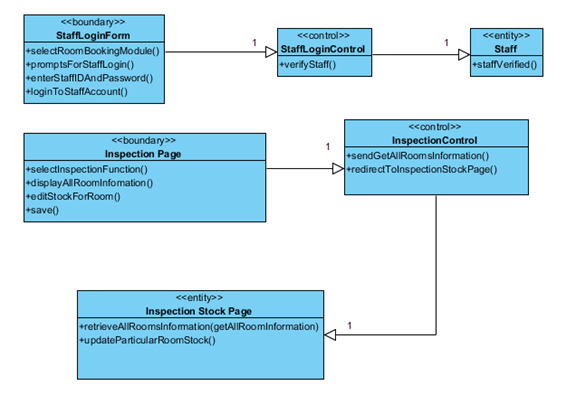 <<boundary>>
StaffLoginForm
+selectRoomBookingModule()
+promptsForStaffLogin()
+enterStaffIDAndPassword()
+loginToStaffAccount()
1
<<control>>
StaffLoginControl
+verifyStaff()
1
<<entity>>
Staff
+staffVerified()
<<boundary>>
Inspection Page
+selectInspectionFunction()
+displayAllRoomInfomation()
+editStockForRoom()
+save()
1
<<control>>
InspectionControl
+sendGetAllRoomsInformation()
+redirectToInspectionStockPage()
<<entity>>
Inspection Stock Page
+retrieveAllRoomsInformation(getAllRoomInformation)
+updateParticularRoomStock()
1